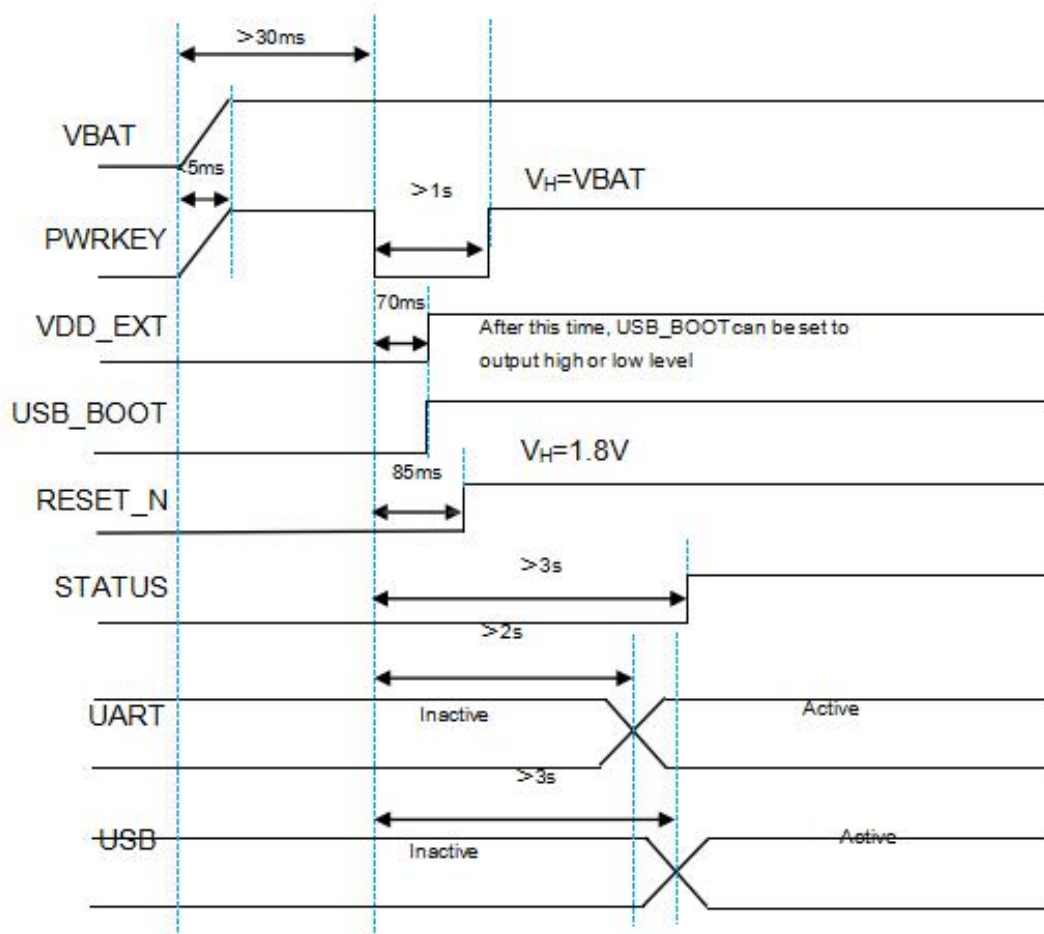 >30ms
VBAT
<5ms
>1s
VH=VBAT
PWRKEY
70ms
VDD_EXT
After this time, USB_BOOT can be set to
output high or low level
USB_BOOT
VH=1.8V
85ms
RESET_N
>3s
STATUS
>2s
UART
Inactive
Active
>3s
USB
Inactive
Active